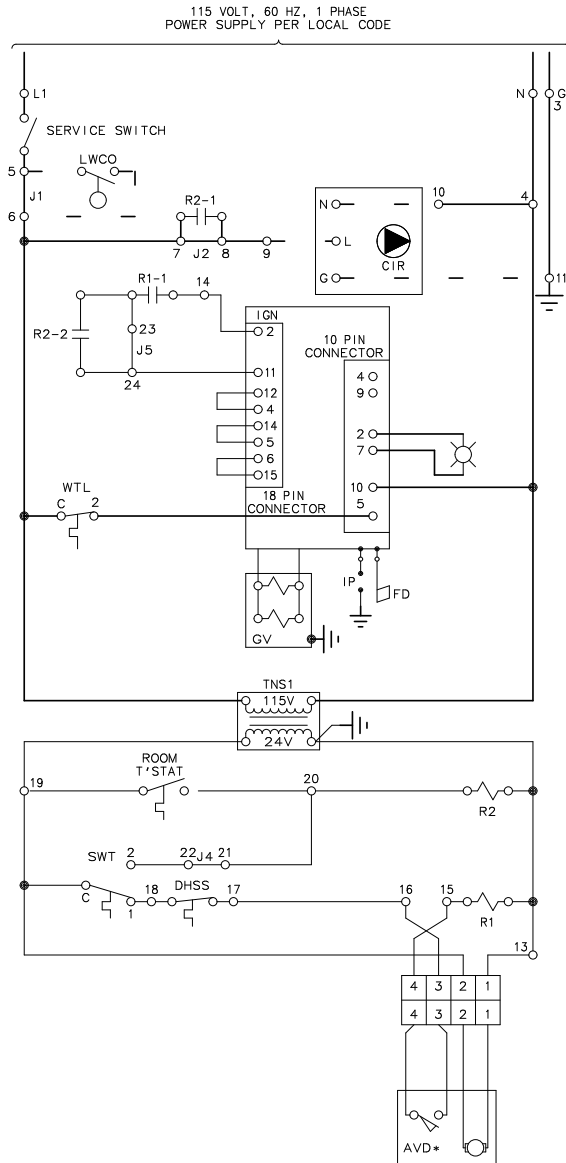 115 VOLT, 60 HZ, 1 PHASE
POWER SUPPLY PER LOCAL CODE
L1
N
G
3
SERVICE SWITCH
5
LWCO
J1
6
R2-1
7
J2
8
9
N
L
G
CIR
10
4
11
R1-1
14
R2-2
23
J5
24
IGN
2
11
12
4
14
5
6
15
10 PIN
CONNECTOR
4
9
2
7
10
5
18 PIN
CONNECTOR
WTL
C
2
GV
IP
FD
TNS1
115V
24V
19
ROOM
T'STAT
20
R2
SWT
2
22
J4
21
C
1
18
DHSS
17
16
15
R1
13
4 3 2 1
4 3 2 1
AVD*